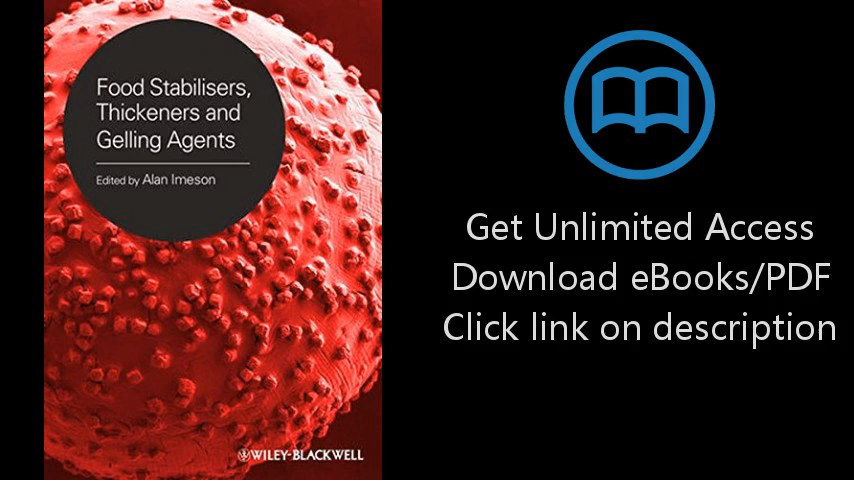 Food Stabilisers,
Thickeners and
Gelling Agents
Edited by Alan Imeson
WILEY-BLACKWELL
Get Unlimited Access
Download eBooks/PDF
Click link on description